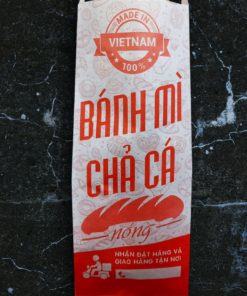 MADE IN
VIETNAM
100%
BÁNH MÌ
CHẢ CÁ
nóng
NHẬN ĐẶT HÀNG VÀ
GIAO HÀNG TẬN NƠI